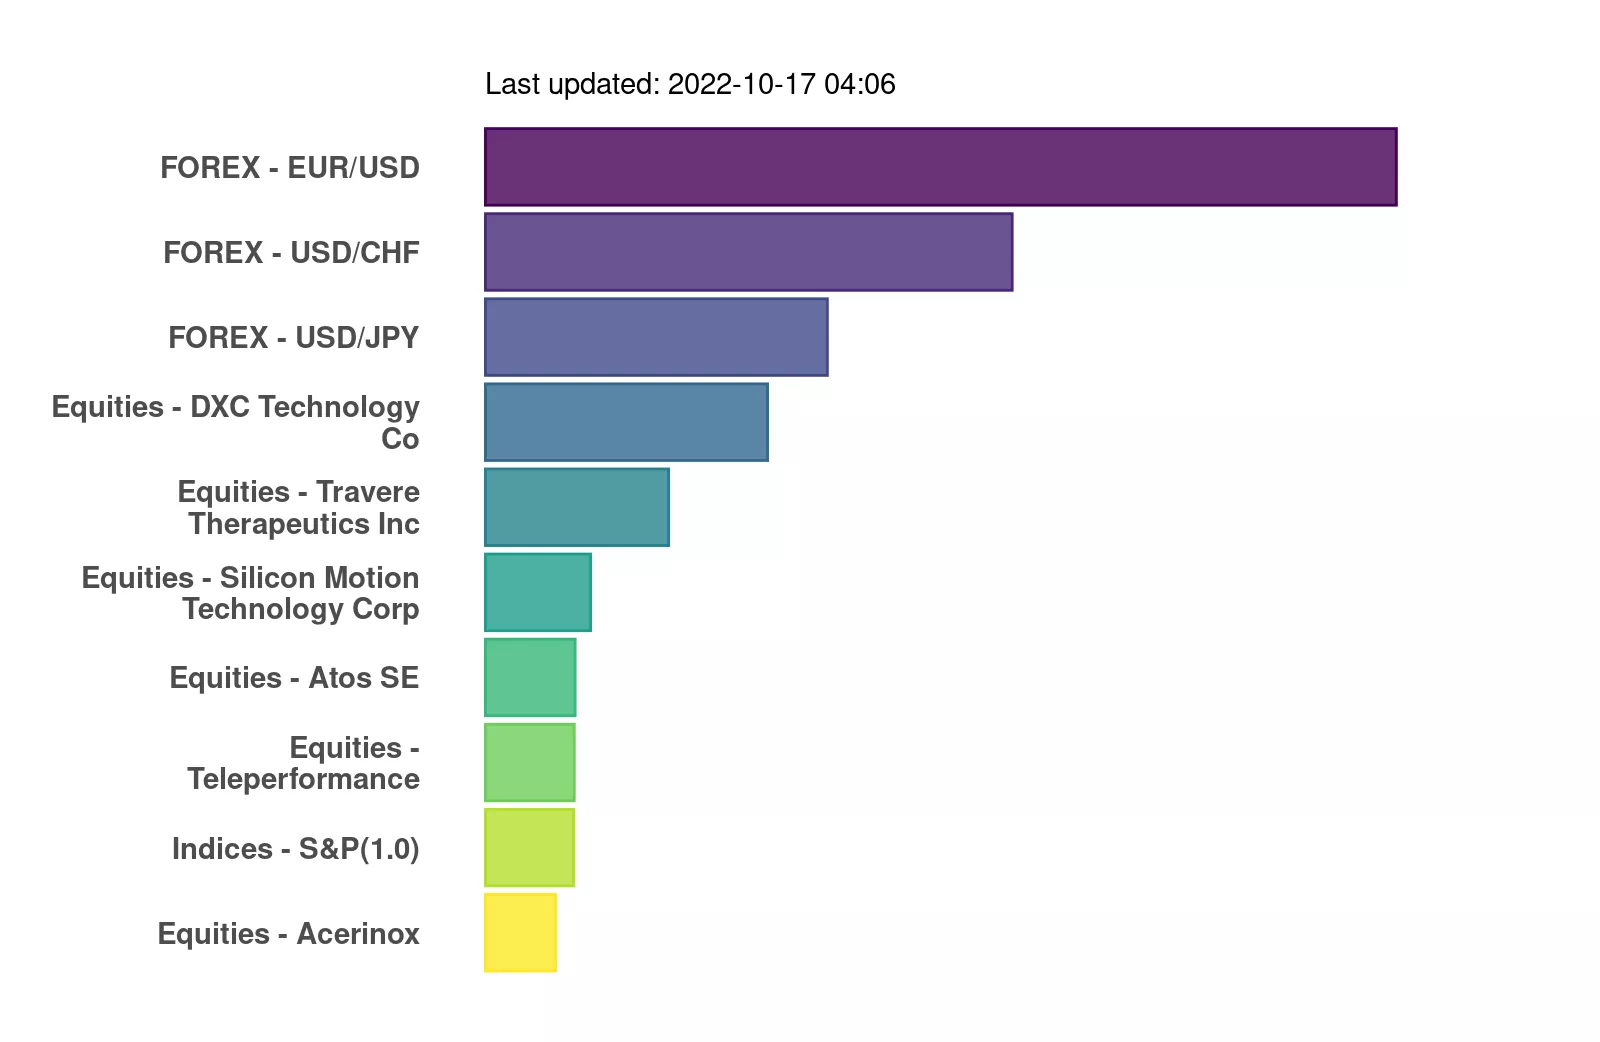 Last updated: 2022-10-17 04:06
FOREX - EUR/USD
FOREX - USD/CHF
FOREX - USD/JPY
Equities - DXC Technology
Co
Equities - Travere
Therapeutics Inc
Equities - Silicon Motion
Technology Corp
Equities - Atos SE
Equities -
Teleperformance
Indices - S&P(1.0)
Equities - Acerinox